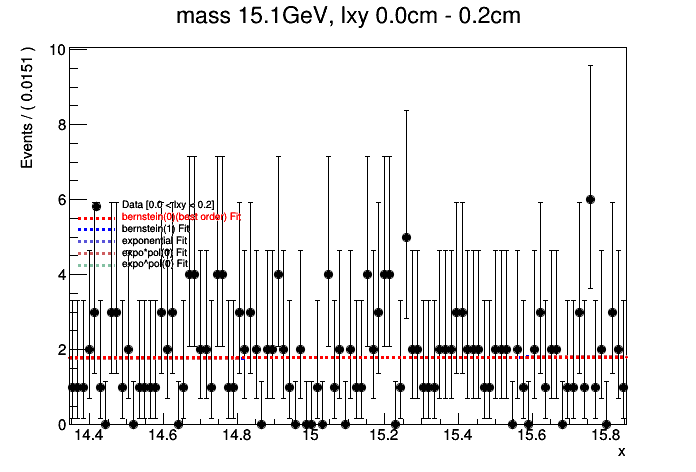 mass 15.1GeV, lxy 0.0cm - 0.2cm
Events / ( 0.0151 )
10
8
6
4
2
0
Data [0.0 < lxy < 0.2]
bernstein(0)(best order) Fit
bernstein(1) Fit
exponential Fit
expo*pol(0) Fit
expo^pol(0) Fit
14.4 14.6 14.8 15 15.2 15.4 15.6 15.8
x